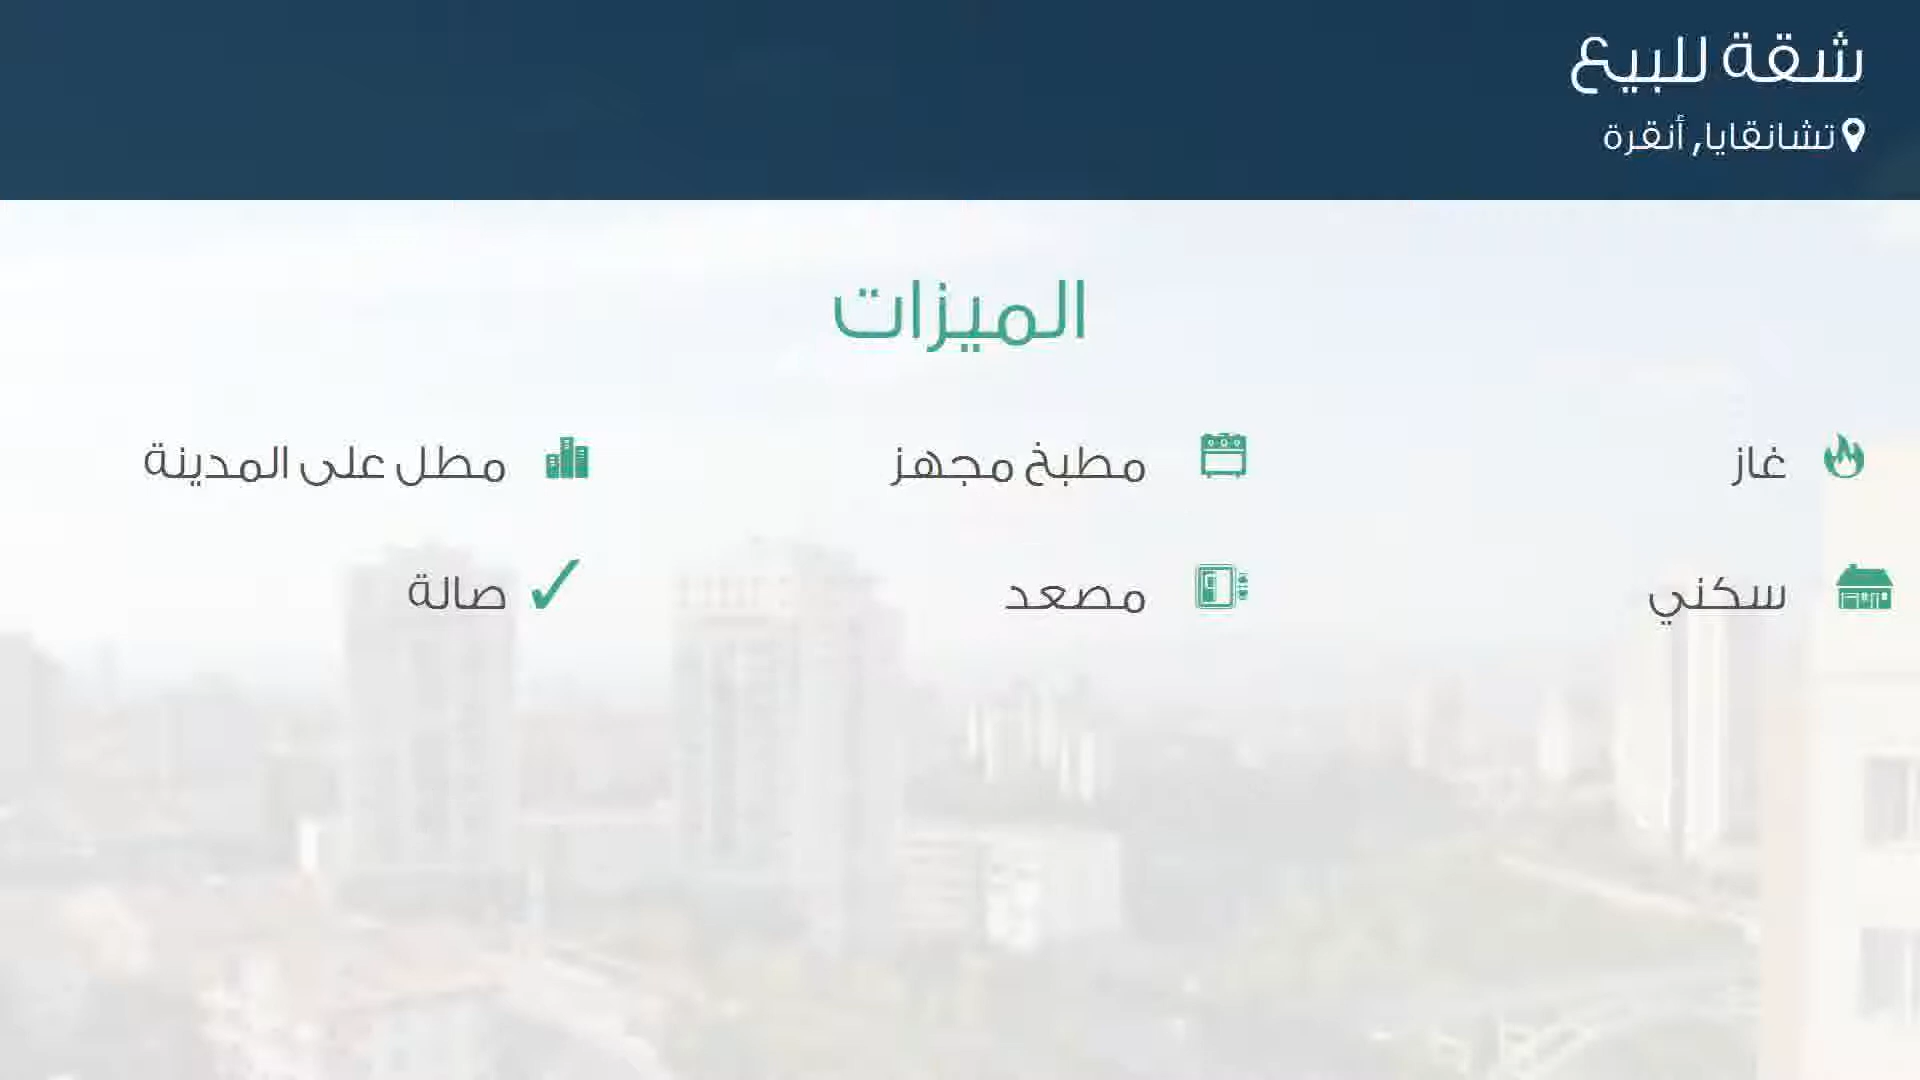 شقة للبيع
تشانقايا, أنقرة
الميزات
غاز
مطبخ مجهز
مطل على المدينة
سكني
مصعد
صالة